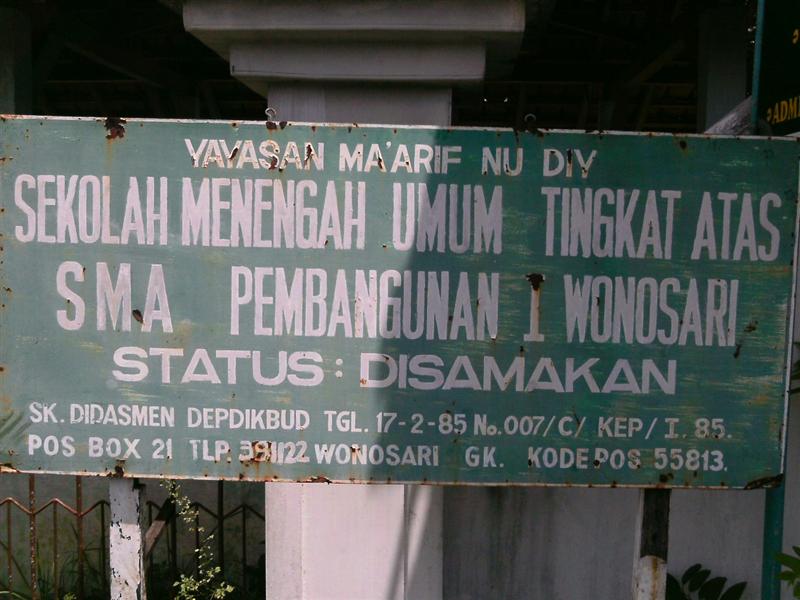 YAYASAN MA'ARIF NU DIY
SEKOLAH MENENGAH UMUM TINGKAT ATAS
SMA PEMBANGUNAN I WONOSARI
STATUS : DISAMAKAN
SK. DIDASMEN DEPDIKBUD TGL. 17-2-85 No. 007/C/ KEP/I. 85.
POS BOX 21 TLP. WONOSARI GK. KODE POS 55813.